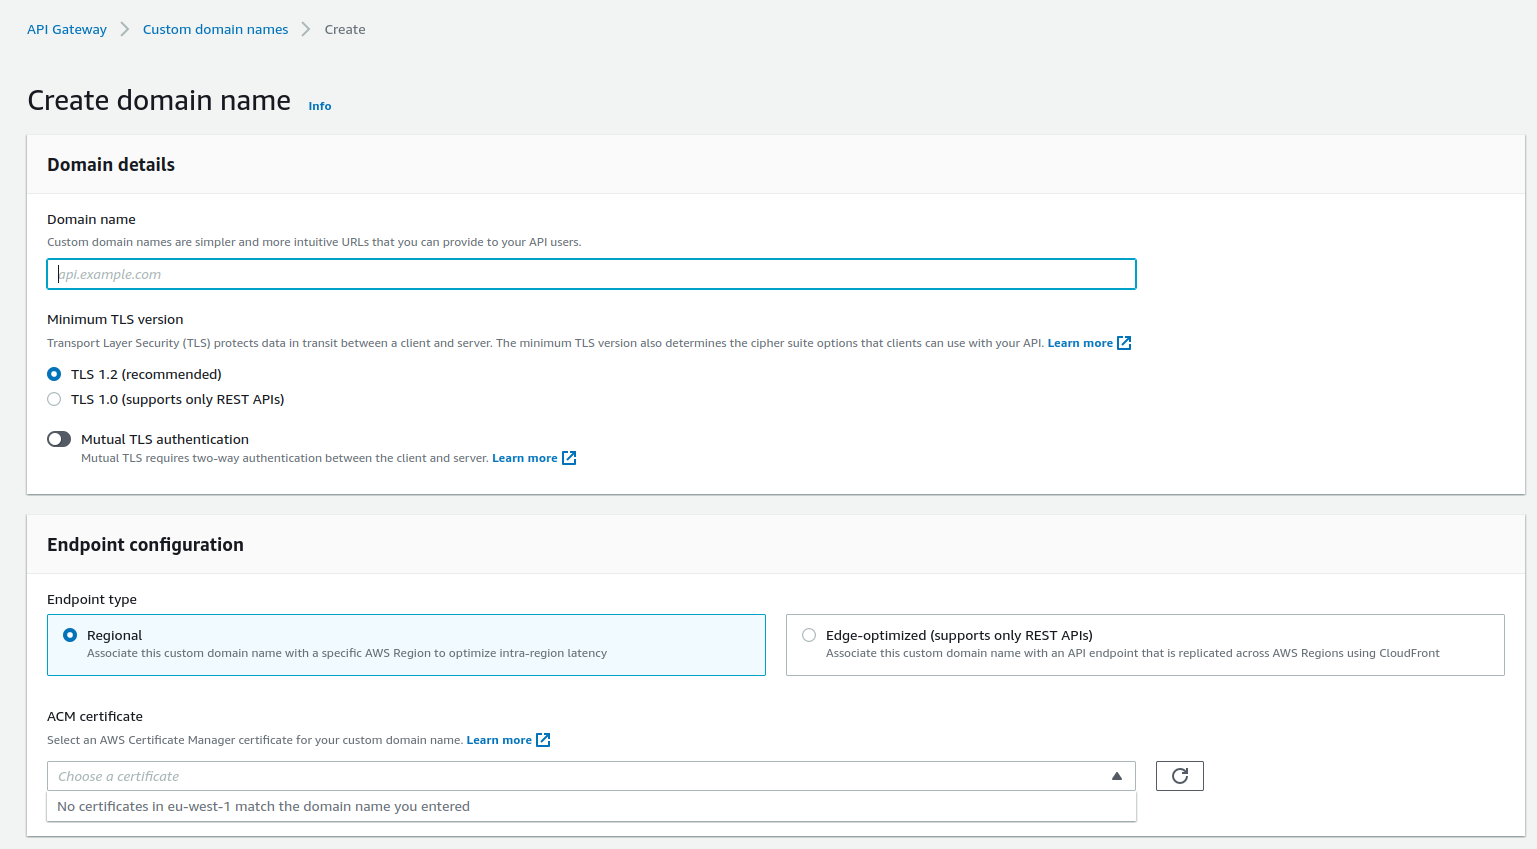 API Gateway > Custom domain names > Create
Create domain name Info
Domain details
Domain name
Custom domain names are simpler and more intuitive URLs that you can provide to your API users.
api.example.com
Minimum TLS version
Transport Layer Security (TLS) protects data in transit between a client and server. The minimum TLS version also determines the cipher suite options that clients can use with your API. Learn more
TLS 1.2 (recommended)
TLS 1.0 (supports only REST APIs)
Mutual TLS authentication
Mutual TLS requires two-way authentication between the client and server. Learn more
Endpoint configuration
Endpoint type
Regional
Associate this custom domain name with a specific AWS Region to optimize intra-region latency
Edge-optimized (supports only REST APIs)
Associate this custom domain name with an API endpoint that is replicated across AWS Regions using CloudFront
ACM certificate
Select an AWS Certificate Manager certificate for your custom domain name. Learn more
Choose a certificate
No certificates in eu-west-1 match the domain name you entered